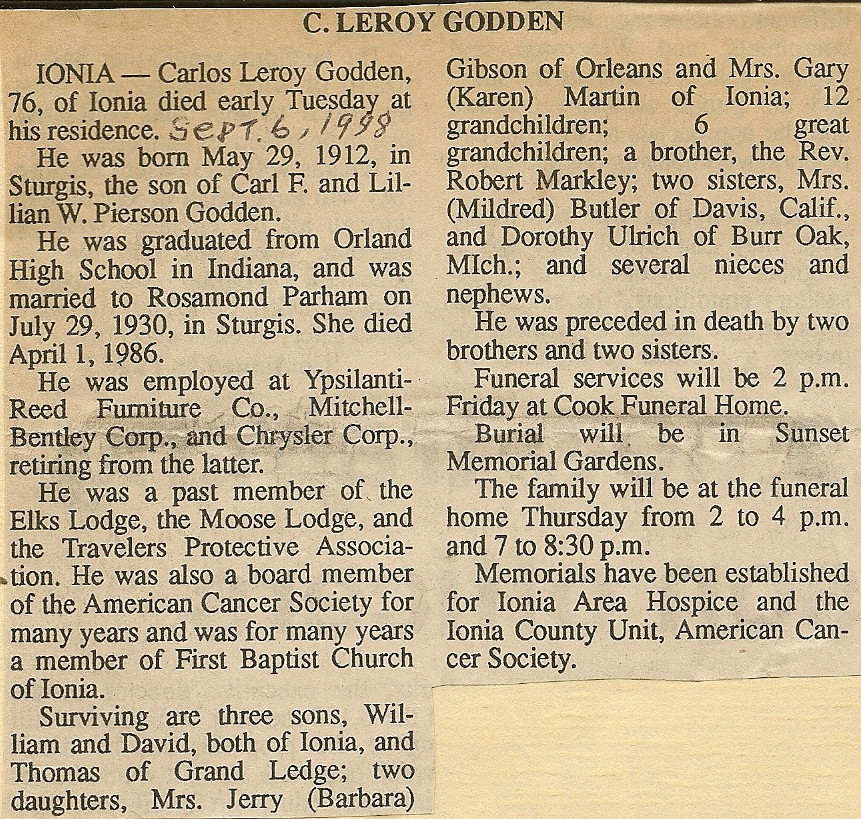 C. LEROY GODDEN
IONIA — Carlos Leroy Godden,
76, of Ionia died early Tuesday at
his residence. SEPT. 6, 1998
He was born May 29, 1912, in
Sturgis, the son of Carl F. and Lil-
lian W. Pierson Godden.
He was graduated from Orland
High School in Indiana, and was
married to Rosamond Parham on
July 29, 1930, in Sturgis. She died
April 1, 1986.
He was employed at Ypsilanti-
Reed Furniture Co., Mitchell-
Bentley Corp., and Chrysler Corp.,
retiring from the latter.
He was a past member of the
Elks Lodge, the Moose Lodge, and
the Travelers Protective Associa-
tion. He was also a board member
of the American Cancer Society for
many years and was for many years
a member of First Baptist Church
of Ionia.
Surviving are three sons, Wil-
liam and David, both of Ionia, and
Thomas of Grand Ledge; two
daughters, Mrs. Jerry (Barbara)
Gibson of Orleans and Mrs. Gary
(Karen) Martin of Ionia; 12
grandchildren; 6 great
grandchildren; a brother, the Rev.
Robert Markley; two sisters, Mrs.
(Mildred) Butler of Davis, Calif.,
and Dorothy Ulrich of Burr Oak,
MIch.; and several nieces and
nephews.
He was preceded in death by two
brothers and two sisters.
Funeral services will be 2 p.m.
Friday at Cook Funeral Home.
Burial will be in Sunset
Memorial Gardens.
The family will be at the funeral
home Thursday from 2 to 4 p.m.
and 7 to 8:30 p.m.
Memorials have been established
for Ionia Area Hospice and the
Ionia County Unit, American Can-
cer Society.